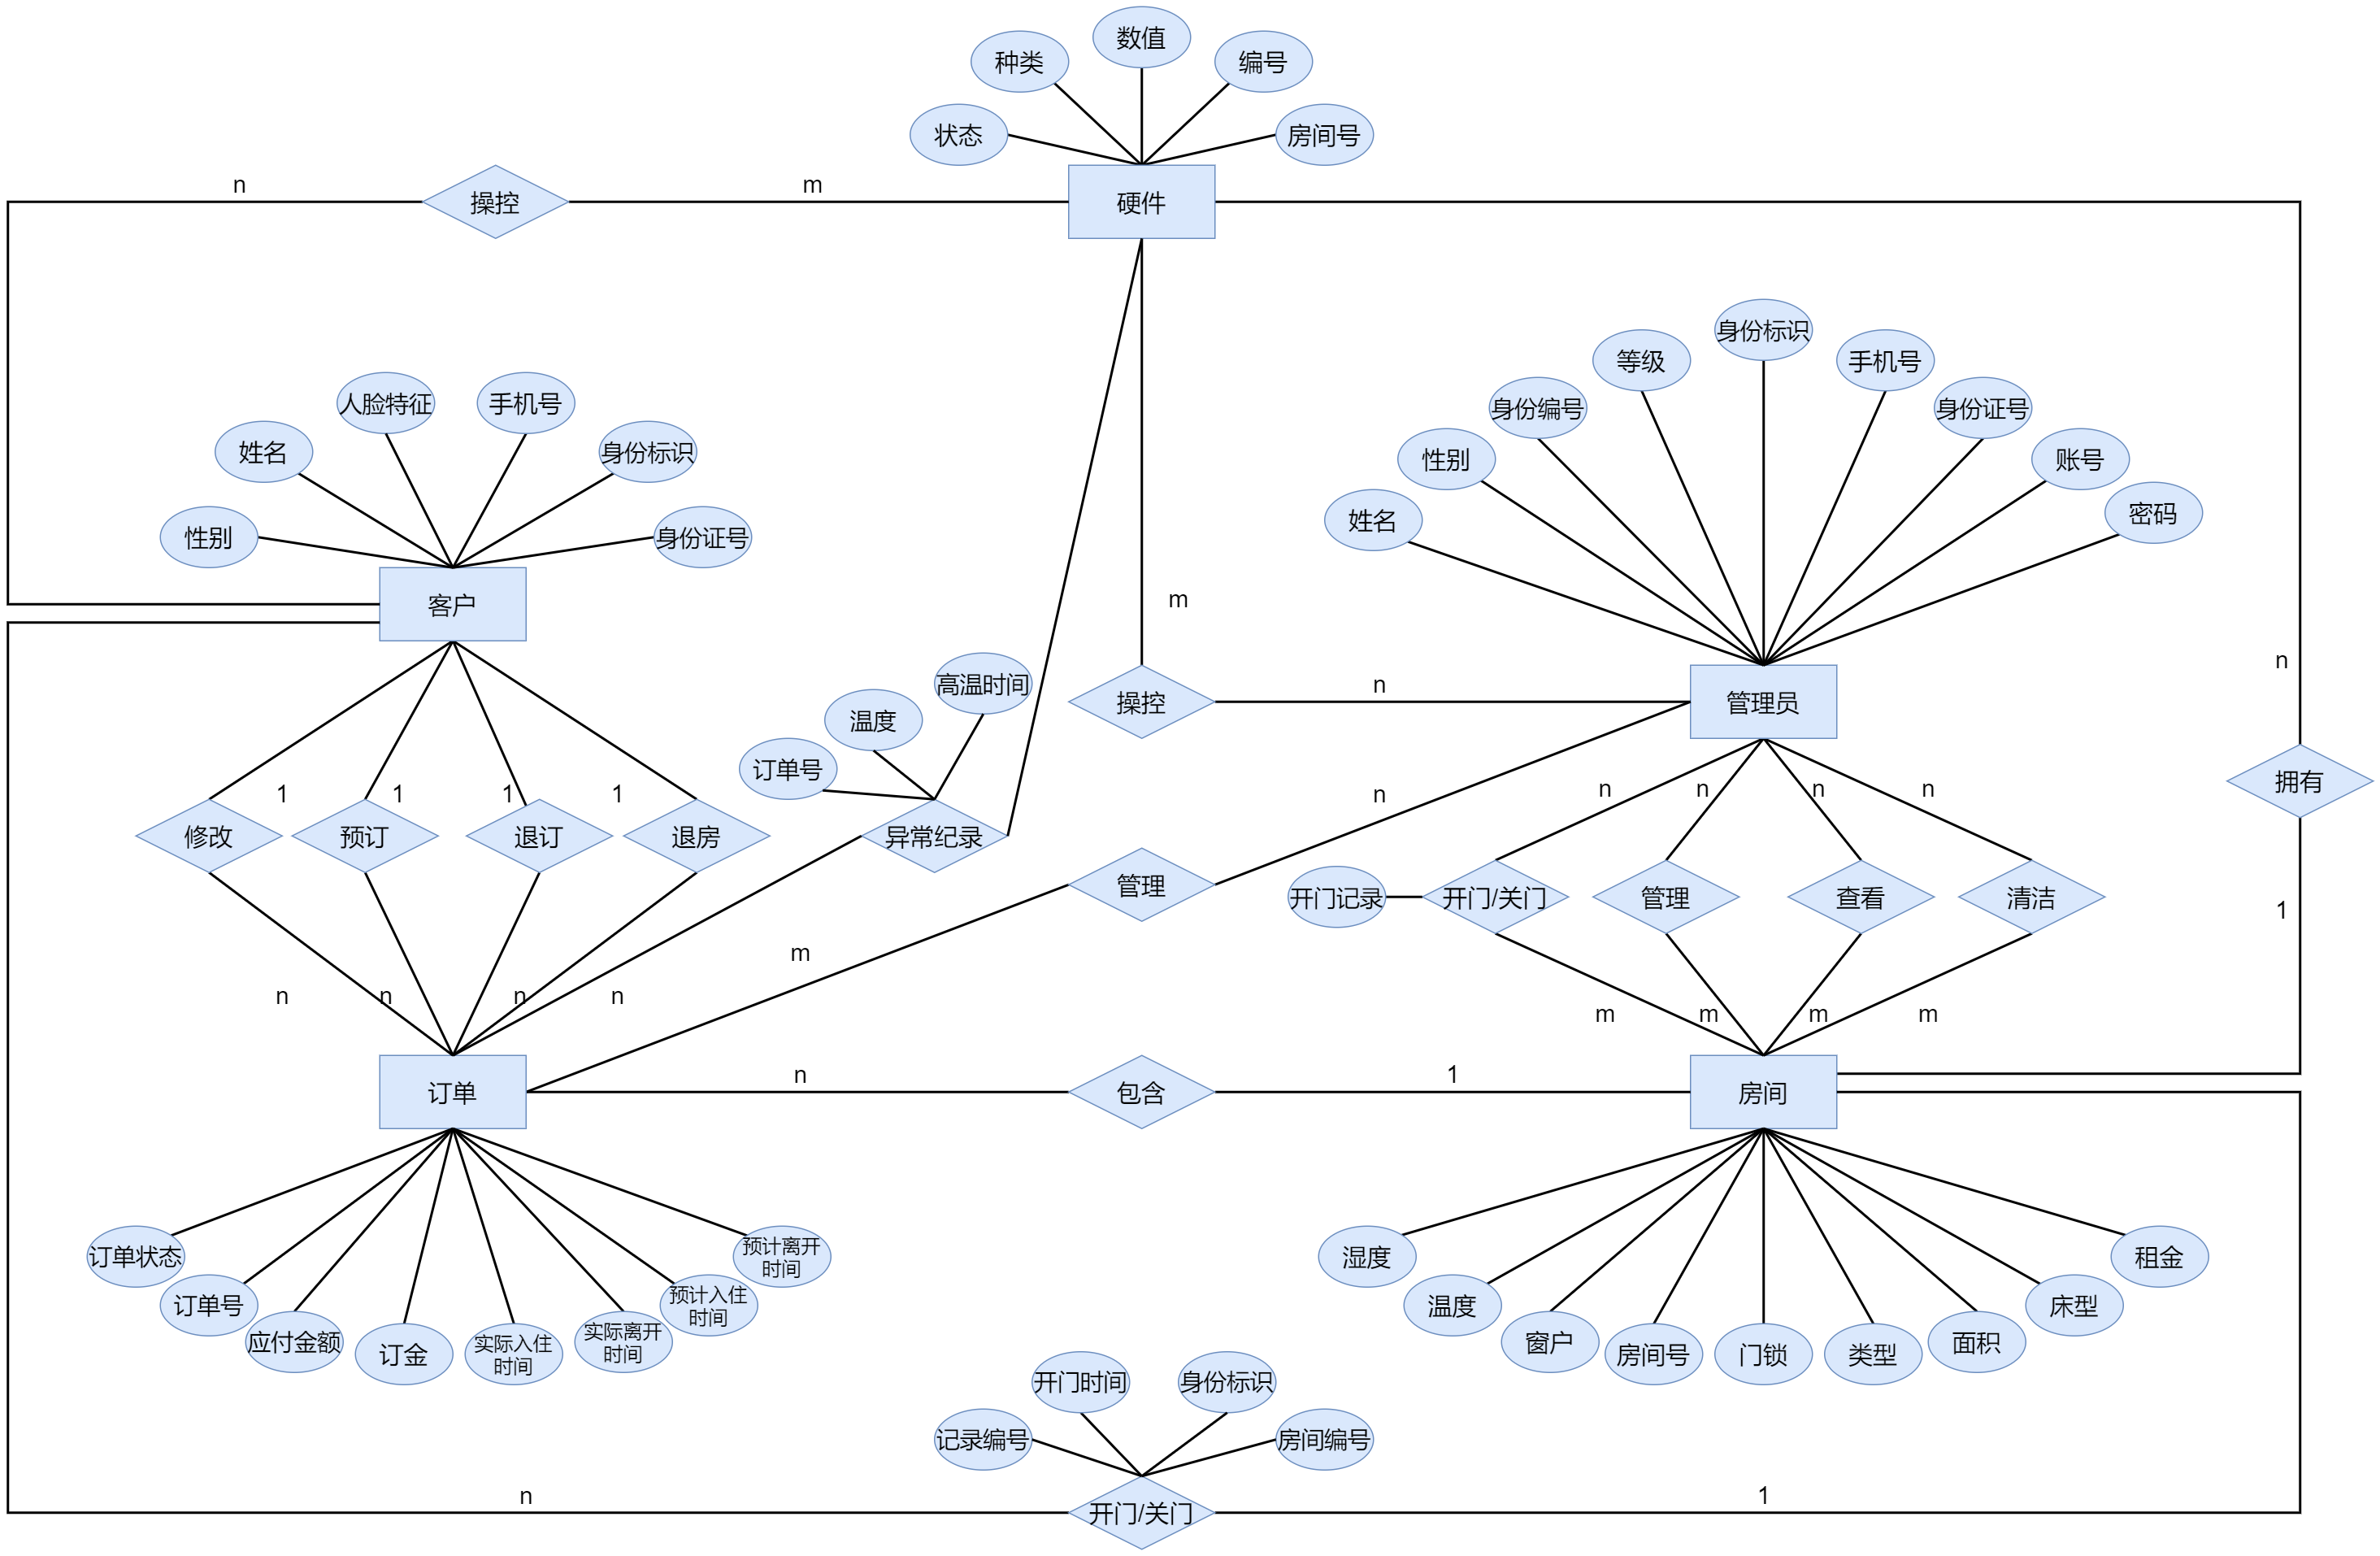 数值
种类
编号
状态
房间号
n
操控
m
硬件
身份标识
等级
手机号
人脸特征
手机号
身份编号
身份证号
姓名
身份标识
性别
账号
姓名
密码
性别
身份证号
客户
m
n
高温时间
操控
n
管理员
温度
订单号
拥有
1
1
1
1
n
n
n
n
n
修改
预订
退订
退房
异常纪录
管理
开门记录
开门/关门
管理
查看
清洁
1
m
n
n
n
n
m
m
m
m
n
1
订单
包含
房间
订单状态
预计离开
时间
湿度
租金
订单号
预计入住
时间
温度
床型
应付金额
实际离开
时间
窗户
面积
订金
实际入住
时间
房间号
门锁
类型
开门时间
身份标识
记录编号
房间编号
n
1
开门/关门